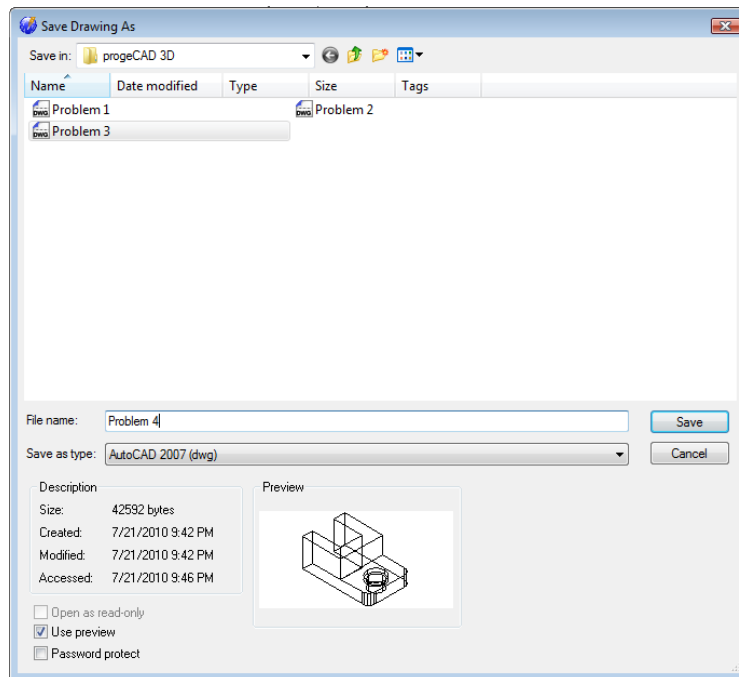 Save Drawing As
Save in: progeCAD 3D
Name Date modified Type Size Tags
DWG Problem 1 DWG Problem 2
DWG Problem 3
File name: Problem 4
Save
Save as type: AutoCAD 2007 (dwg)
Cancel
Description
Preview
Size: 42592 bytes
Created: 7/21/2010 9:42 PM
Modified: 7/21/2010 9:42 PM
Accessed: 7/21/2010 9:46 PM
Open as read-only
Use preview
Password protect